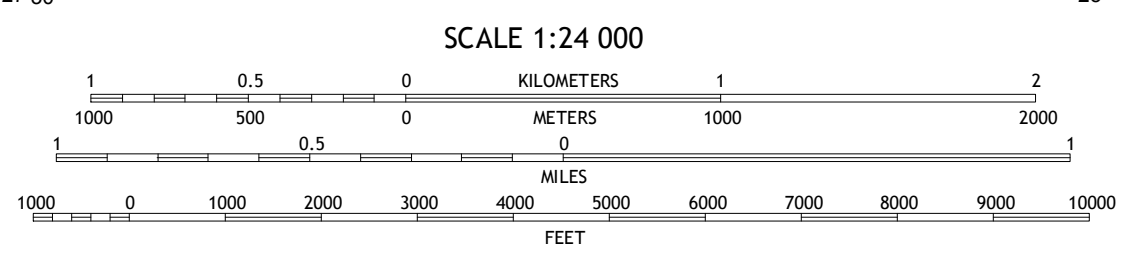 SCALE 1:24 000
1 0.5 0 KILOMETERS 1 2
1000 500 0 METERS 1000 2000
1 0.5 0 1
MILES
1000 0 1000 2000 3000 4000 5000 6000 7000 8000 9000 10000
FEET